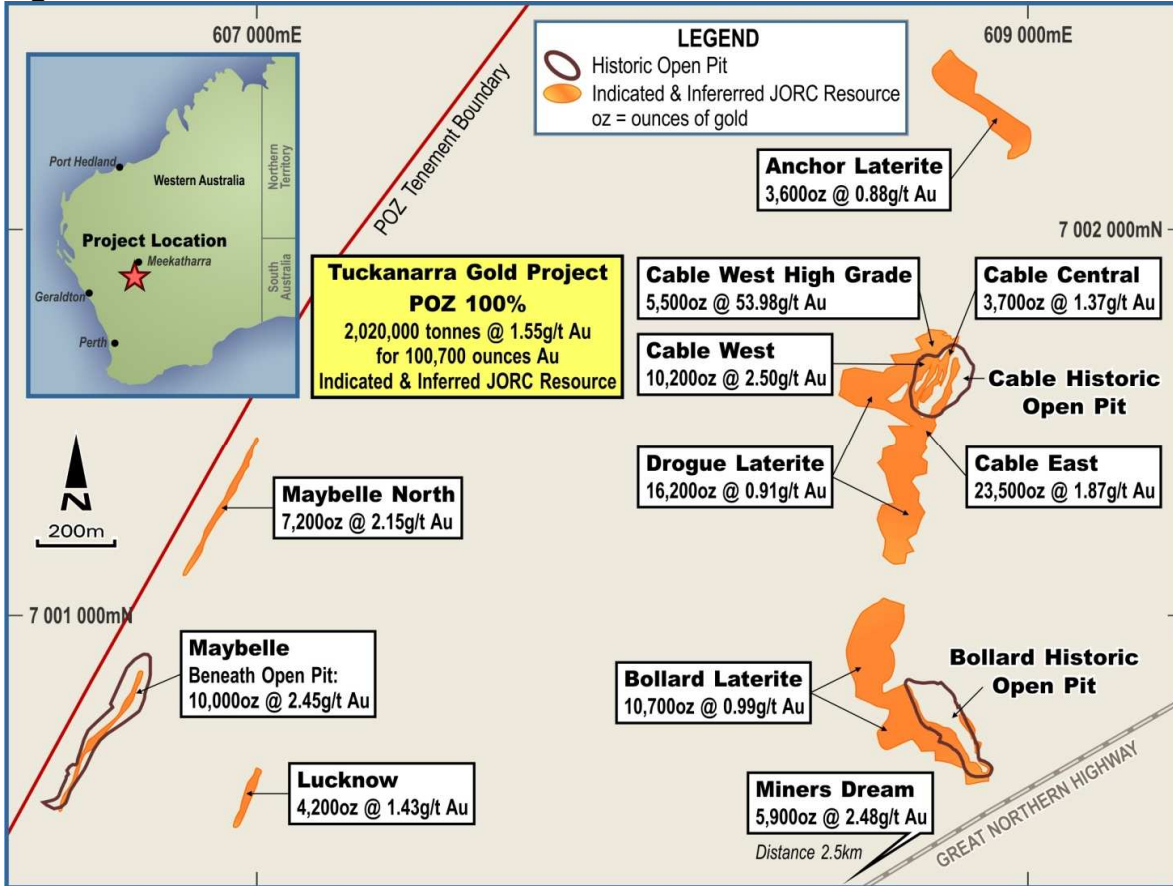 607 000mE
609 000mE
LEGEND
Historic Open Pit
Indicated & Infererred JORC Resource
oz = ounces of gold
POZ Tenement Boundary
Port Hedland
Western Australia
Northern
Territory
Project Location
Meekatharra
South
Australia
Geraldton
Perth
Anchor Laterite
3,600oz @ 0.88g/t Au
7 002 000mN
Tuckanarra Gold Project
POZ 100%
2,020,000 tonnes @ 1.55g/t Au
for 100,700 ounces Au
Indicated & Inferred JORC Resource
Cable West High Grade
5,500oz @ 53.98g/t Au
Cable Central
3,700oz @ 1.37g/t Au
Cable West
10,200oz @ 2.50g/t Au
Cable Historic
Open Pit
Drogue Laterite
16,200oz @ 0.91g/t Au
Cable East
23,500oz @ 1.87g/t Au
N
200m
Maybelle North
7,200oz @ 2.15g/t Au
7 001 000mN
Maybelle
Beneath Open Pit:
10,000oz @ 2.45g/t Au
Bollard Laterite
10,700oz @ 0.99g/t Au
Bollard Historic
Open Pit
Lucknow
4,200oz @ 1.43g/t Au
Miners Dream
5,900oz @ 2.48g/t Au
Distance 2.5km
GREAT NORTHERN HIGHWAY